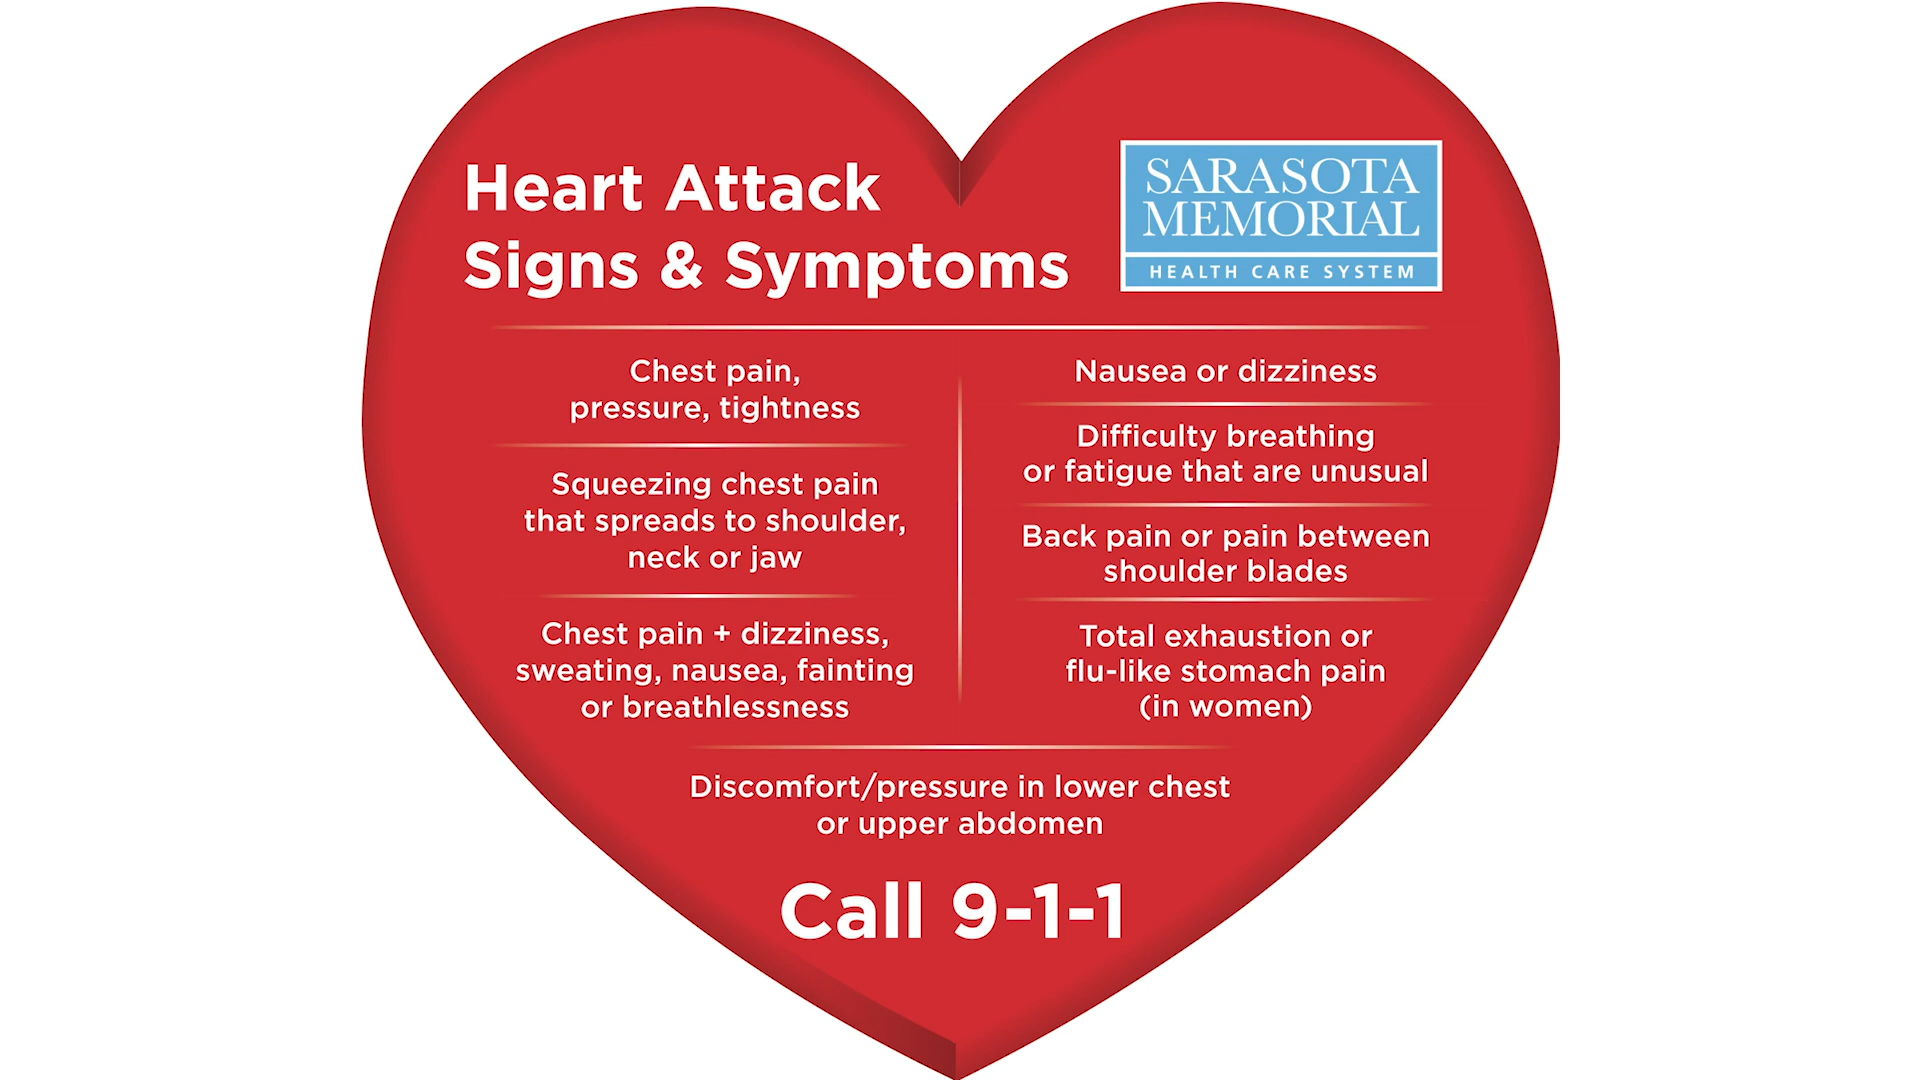 Heart Attack
Signs & Symptoms
SARASOTA
MEMORIAL
HEALTH CARE SYSTEM
Chest pain,
pressure, tightness
Squeezing chest pain
that spreads to shoulder,
neck or jaw
Chest pain + dizziness,
sweating, nausea, fainting
or breathlessness
Nausea or dizziness
Difficulty breathing
or fatigue that are unusual
Back pain or pain between
shoulder blades
Total exhaustion or
flu-like stomach pain
(in women)
Discomfort/pressure in lower chest
or upper abdomen
Call 9-1-1